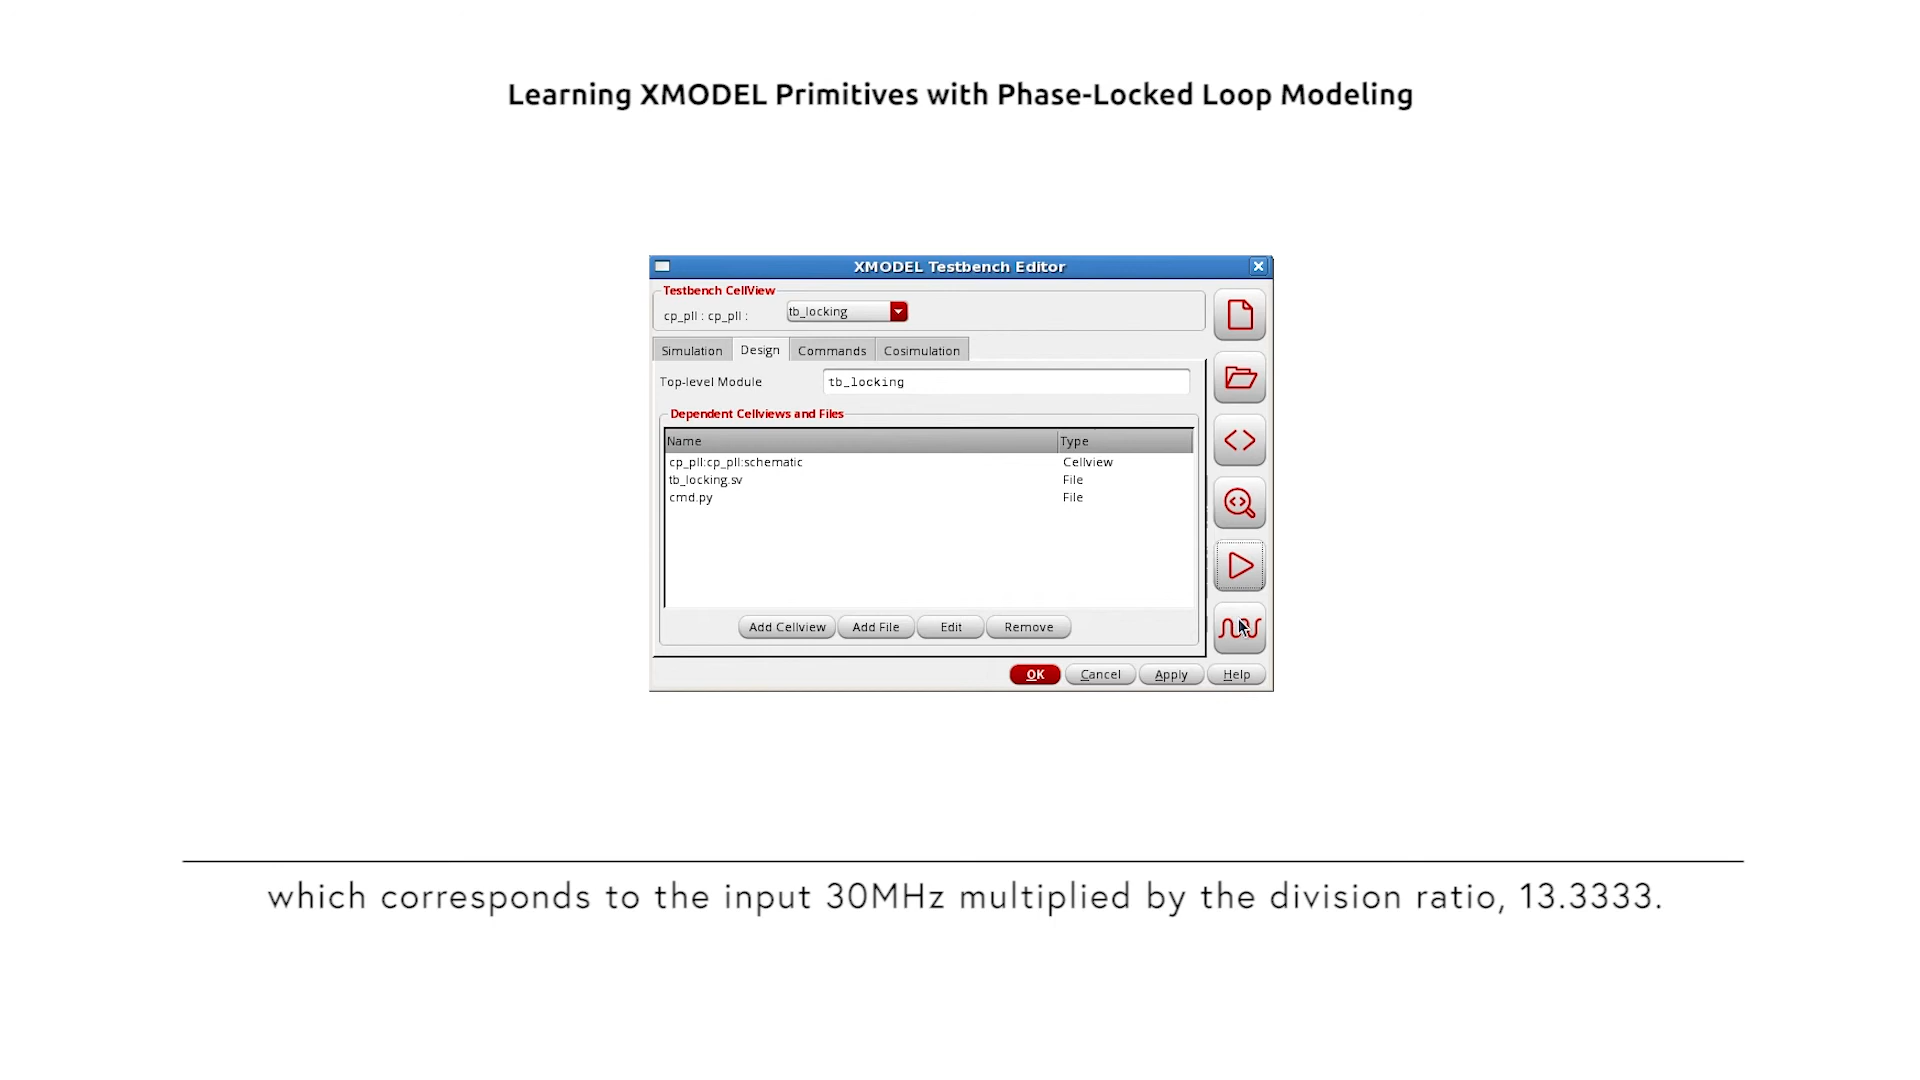 Learning XMODEL Primitives with Phase-Locked Loop Modeling
XMODEL Testbench Editor
Testbench CellView
cp_pll : cp_pll : tb_locking
Simulation Design Commands Cosimulation
Top-level Module tb_locking
Dependent Cellviews and Files
Name Type
cp_pll:cp_pll:schematic Cellview
tb_locking.sv File
cmd.py File
Add Cellview Add File Edit Remove
OK Cancel Apply Help
which corresponds to the input 30MHz multiplied by the division ratio, 13.3333.